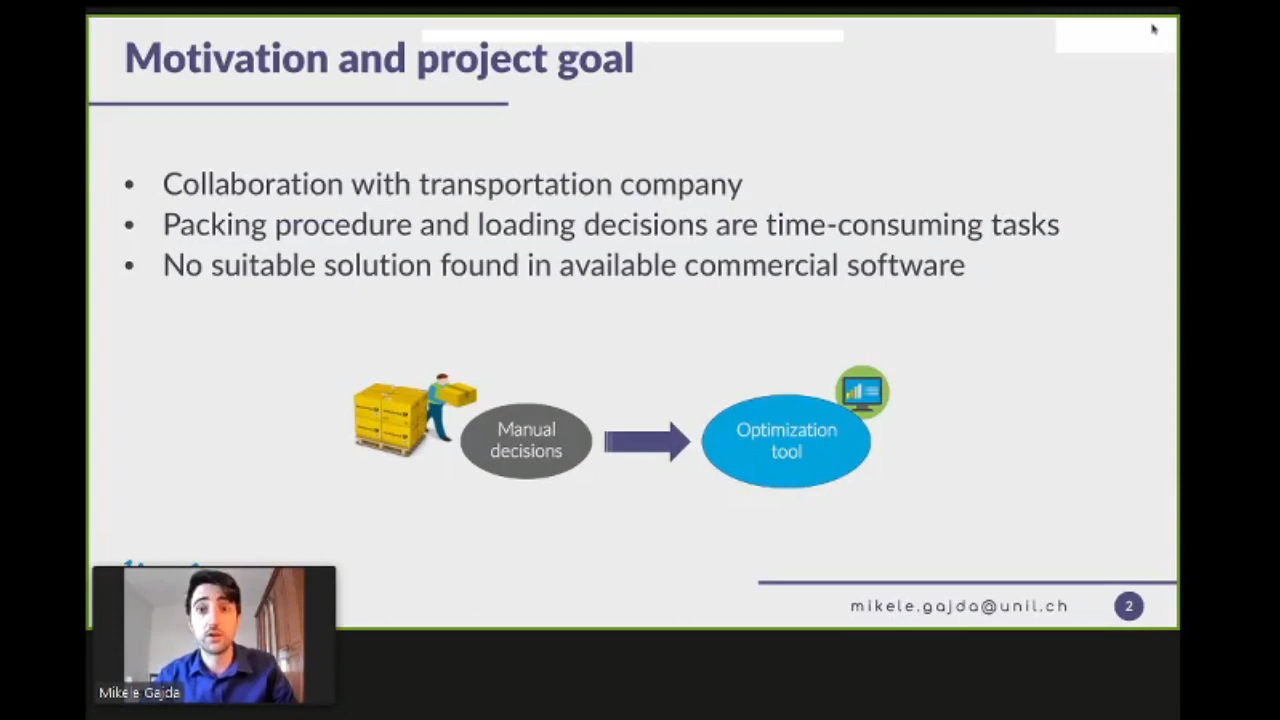 Motivation and project goal
• Collaboration with transportation company
• Packing procedure and loading decisions are time-consuming tasks
• No suitable solution found in available commercial software
Manual
decisions
Optimization
tool
mikele.gajda@unil.ch
2
Mikele Gajda